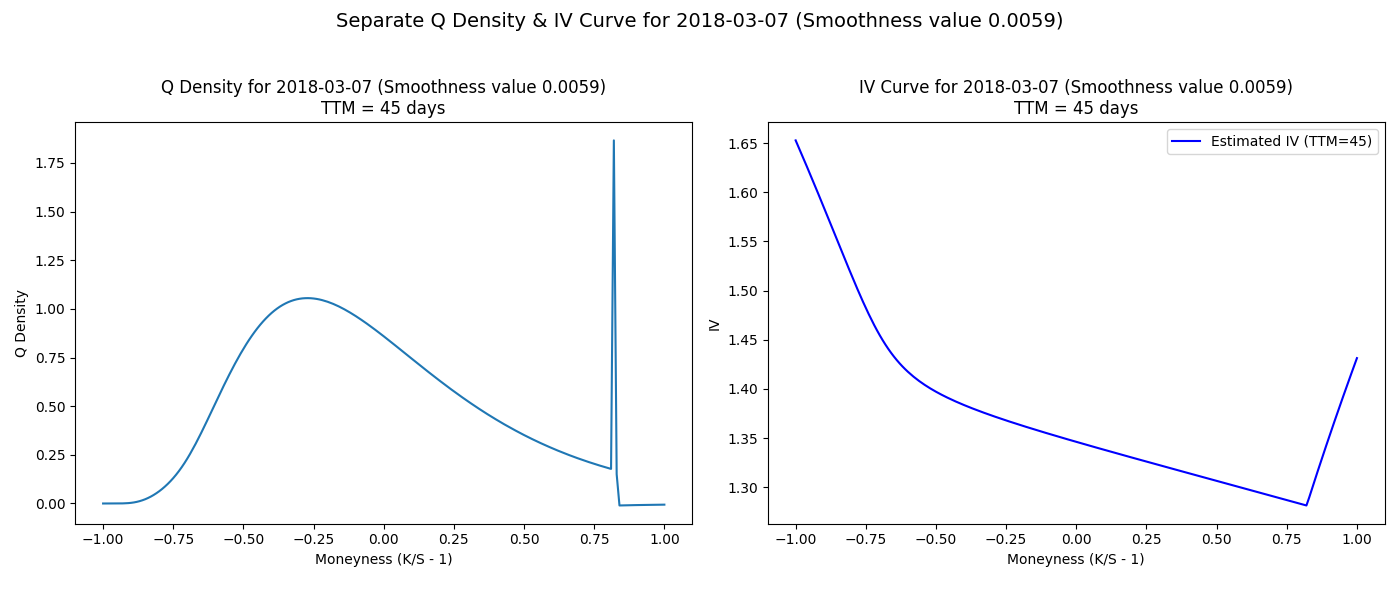 Separate Q Density & IV Curve for 2018-03-07 (Smoothness value 0.0059)
Q Density for 2018-03-07 (Smoothness value 0.0059)
TTM = 45 days
Q Density
1.75
1.50
1.25
1.00
0.75
0.50
0.25
0.00
−1.00 −0.75 −0.50 −0.25 0.00 0.25 0.50 0.75 1.00
Moneyness (K/S - 1)
IV Curve for 2018-03-07 (Smoothness value 0.0059)
TTM = 45 days
Estimated IV (TTM=45)
IV
1.65
1.60
1.55
1.50
1.45
1.40
1.35
1.30
−1.00 −0.75 −0.50 −0.25 0.00 0.25 0.50 0.75 1.00
Moneyness (K/S - 1)